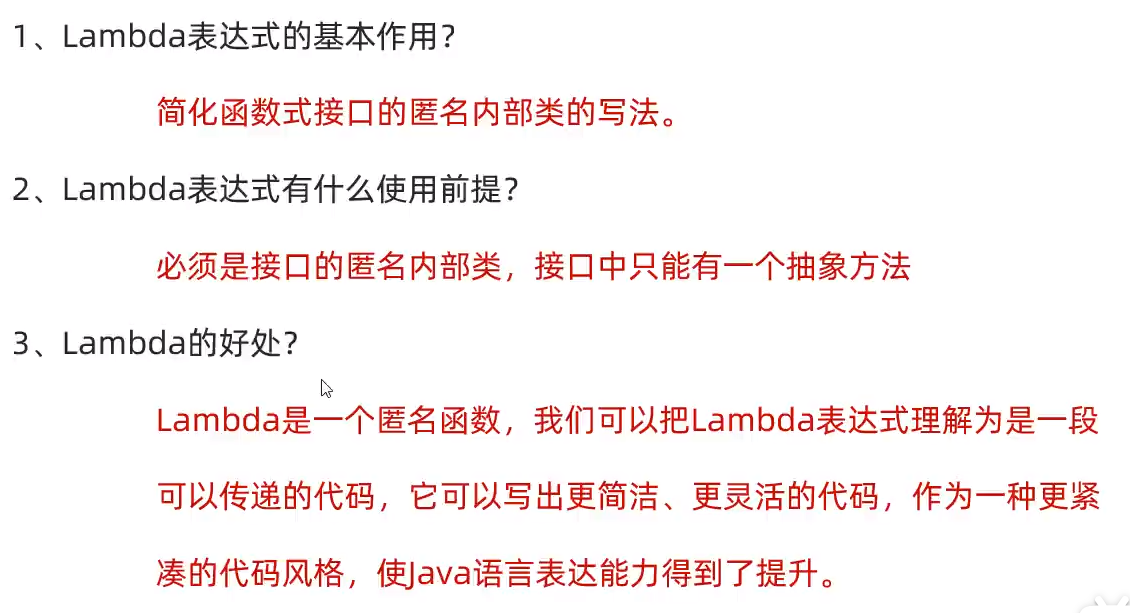 1、Lambda表达式的基本作用？
简化函数式接口的匿名内部类的写法。
2、Lambda表达式有什么使用前提？
必须是接口的匿名内部类，接口中只能有一个抽象方法
3、Lambda的好处？
Lambda是一个匿名函数，我们可以把Lambda表达式理解为是一段
可以传递的代码，它可以写出更简洁、更灵活的代码，作为一种更紧
凑的代码风格，使Java语言表达能力得到了提升。